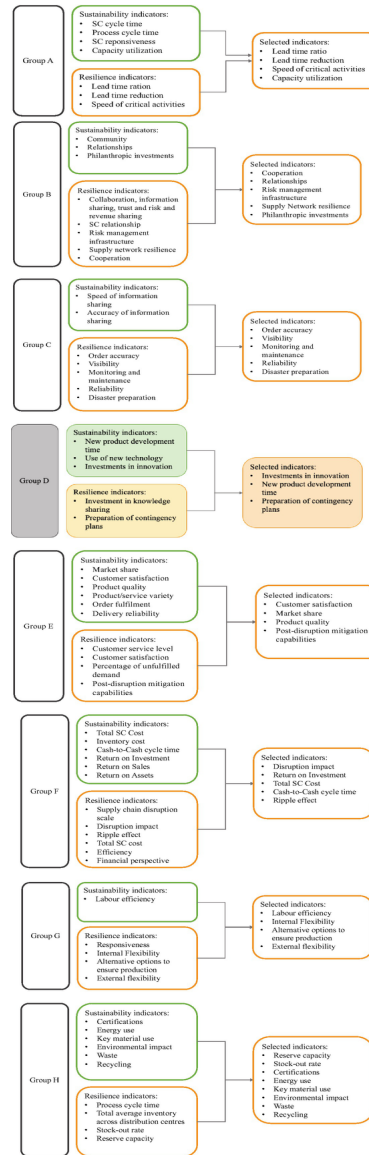 Group A
Sustainability indicators:
• SC cycle time
• Process cycle time
• SC reponsiveness
• Capacity utilization
Resilience indicators:
• Lead time ration
• Lead time reduction
• Speed of critical activities
Selected indicators:
• Lead time ratio
• Lead time reduction
• Speed of critical activities
• Capacity utilization
Group B
Sustainability indicators:
• Community
• Relationships
• Philanthropic investments
Resilience indicators:
• Collaboration, information
sharing, trust and risk and
revenue sharing
• SC relationship
• Risk management
infrastructure
• Supply network resilience
• Cooperation
Selected indicators:
• Cooperation
• Relationships
• Risk management
infrastructure
• Supply Network resilience
• Philanthropic investments
Group C
Sustainability indicators:
• Speed of information
sharing
• Accuracy of information
sharing
Resilience indicators:
• Order accuracy
• Visibility
• Monitoring and
maintenance
• Reliability
• Disaster preparation
Selected indicators:
• Order accuracy
• Visibility
• Monitoring and
maintenance
• Reliability
• Disaster preparation
Group D
Sustainability indicators:
• New product development
time
• Use of new technology
• Investments in innovation
Resilience indicators:
• Investment in knowledge
sharing
• Preparation of contingency
plans
Selected indicators:
• Investments in innovation
• New product development
time
• Preparation of contingency
plans
Group E
Sustainability indicators:
• Market share
• Customer satisfaction
• Product quality
• Product/service variety
• Order fulfilment
• Delivery reliability
Resilience indicators:
• Customer service level
• Customer satisfaction
• Percentage of unfulfilled
demand
• Post-disruption mitigation
capabilities
Selected indicators:
• Customer satisfaction
• Market share
• Product quality
• Post-disruption mitigation
capabilities
Group F
Sustainability indicators:
• Total SC Cost
• Inventory cost
• Cash-to-Cash cycle time
• Return on Investment
• Return on Sales
• Return on Assets
Resilience indicators:
• Supply chain disruption
scale
• Disruption impact
• Ripple effect
• Total SC cost
• Efficiency
• Financial perspective
Selected indicators:
• Disruption impact
• Return on Investment
• Total SC Cost
• Cash-to-Cash cycle time
• Ripple effect
Group G
Sustainability indicators:
• Labour efficiency
Resilience indicators:
• Responsiveness
• Internal Flexibility
• Alternative options to
ensure production
• External flexibility
Selected indicators:
• Labour efficiency
• Internal Flexibility
• Alternative options to
ensure production
• External flexibility
Group H
Sustainability indicators:
• Certifications
• Energy use
• Key material use
• Environmental impact
• Waste
• Recycling
Resilience indicators:
• Process cycle time
• Total average inventory
across distribution centres
• Stock-out rate
• Reserve capacity
Selected indicators:
• Reserve capacity
• Stock-out rate
• Certifications
• Energy use
• Key material use
• Environmental impact
• Waste
• Recycling